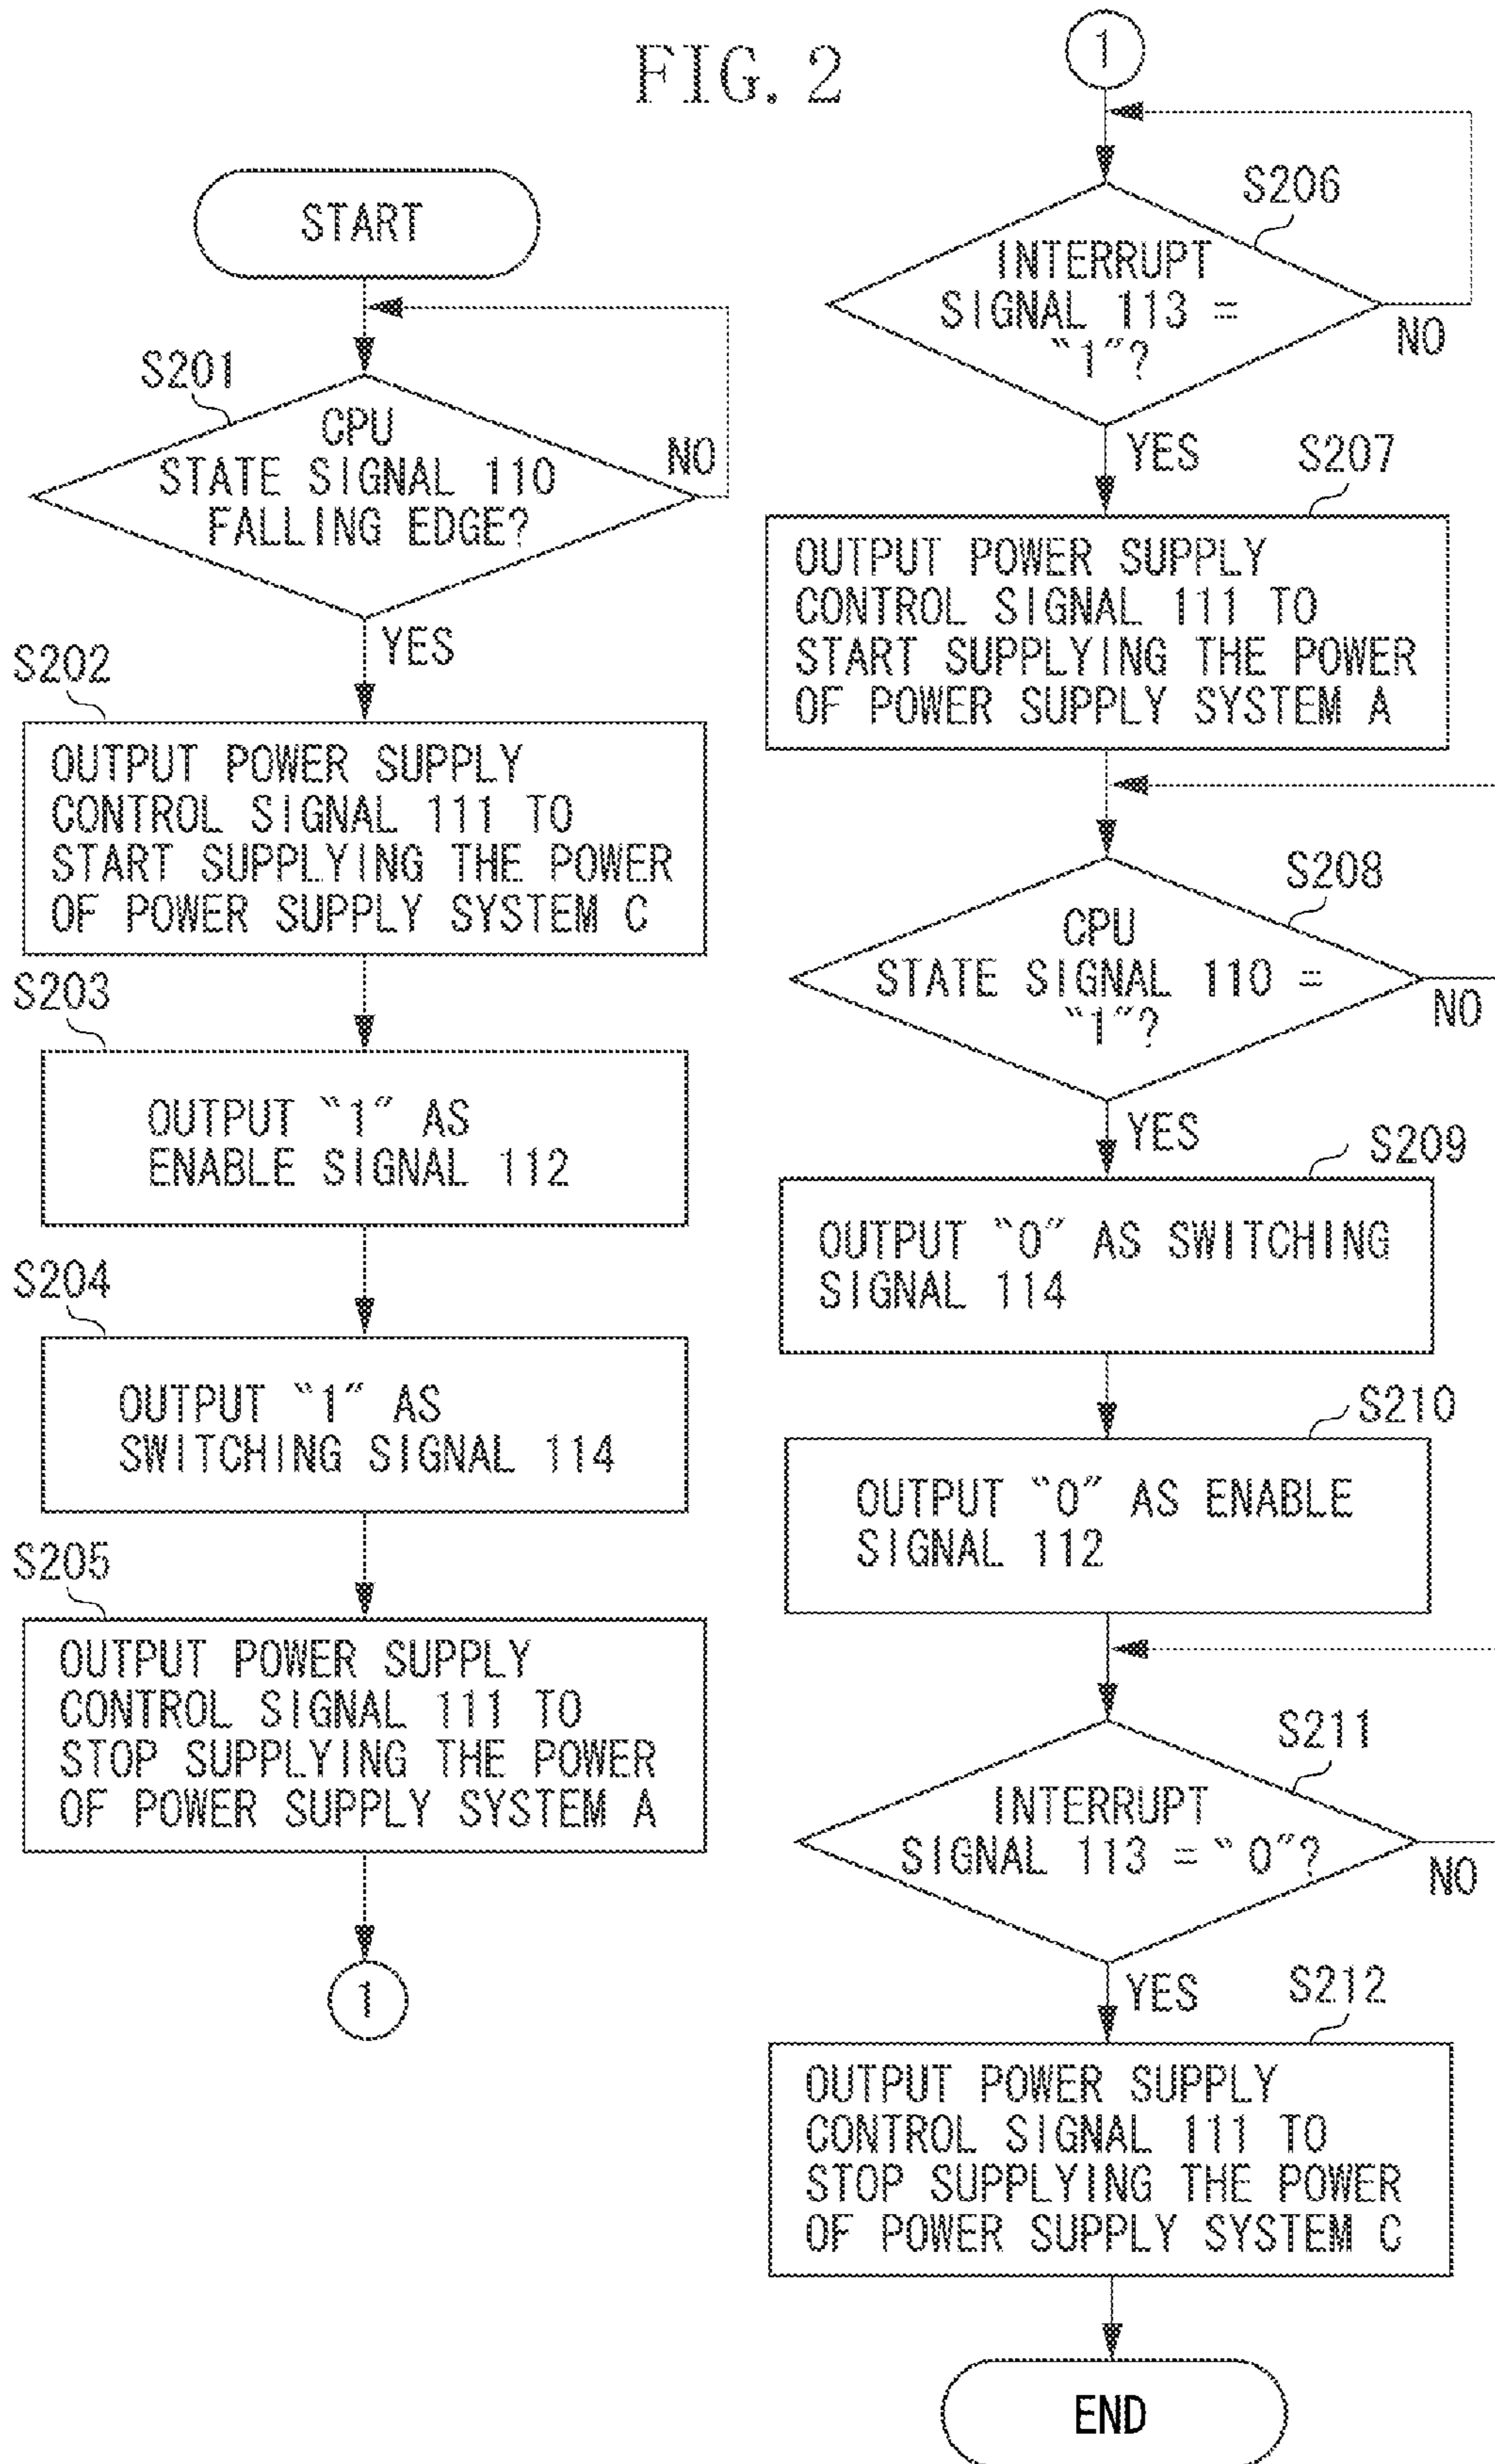 FIG. 2
START
S201
CPU
STATE SIGNAL 110
FALLING EDGE?
NO
YES
S202
OUTPUT POWER SUPPLY
CONTROL SIGNAL 111 TO
START SUPPLYING THE POWER
OF POWER SUPPLY SYSTEM C
S203
OUTPUT "1" AS
ENABLE SIGNAL 112
S204
OUTPUT "1" AS
SWITCHING SIGNAL 114
S205
OUTPUT POWER SUPPLY
CONTROL SIGNAL 111 TO
STOP SUPPLYING THE POWER
OF POWER SUPPLY SYSTEM A
1
1
S206
INTERRUPT
SIGNAL 113 =
"1"?
NO
YES
S207
OUTPUT POWER SUPPLY
CONTROL SIGNAL 111 TO
START SUPPLYING THE POWER
OF POWER SUPPLY SYSTEM A
S208
CPU
STATE SIGNAL 110 =
"1"?
NO
YES
S209
OUTPUT "0" AS SWITCHING
SIGNAL 114
S210
OUTPUT "0" AS ENABLE
SIGNAL 112
S211
INTERRUPT
SIGNAL 113 = "0"?
NO
YES
S212
OUTPUT POWER SUPPLY
CONTROL SIGNAL 111 TO
STOP SUPPLYING THE POWER
OF POWER SUPPLY SYSTEM C
END